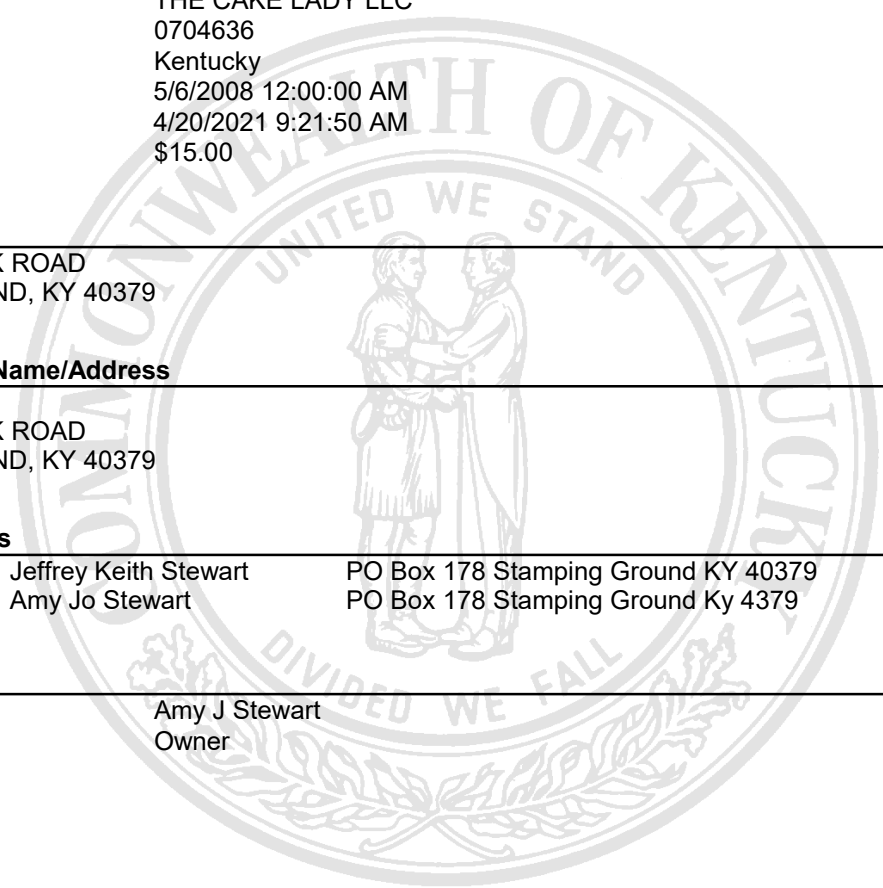 THE CAKE LADY LLC
0704636
Kentucky
5/6/2008 12:00:00 AM
4/20/2021 9:21:50 AM
$15.00
COMMONWEALTH OF KENTUCKY
UNITED WE STAND
ROAD
ND, KY 40379
Name/Address
ROAD
ND, KY 40379
s
Jeffrey Keith Stewart PO Box 178 Stamping Ground KY 40379
Amy Jo Stewart PO Box 178 Stamping Ground Ky 4379
DIVIDED WE FALL
Amy J Stewart
Owner